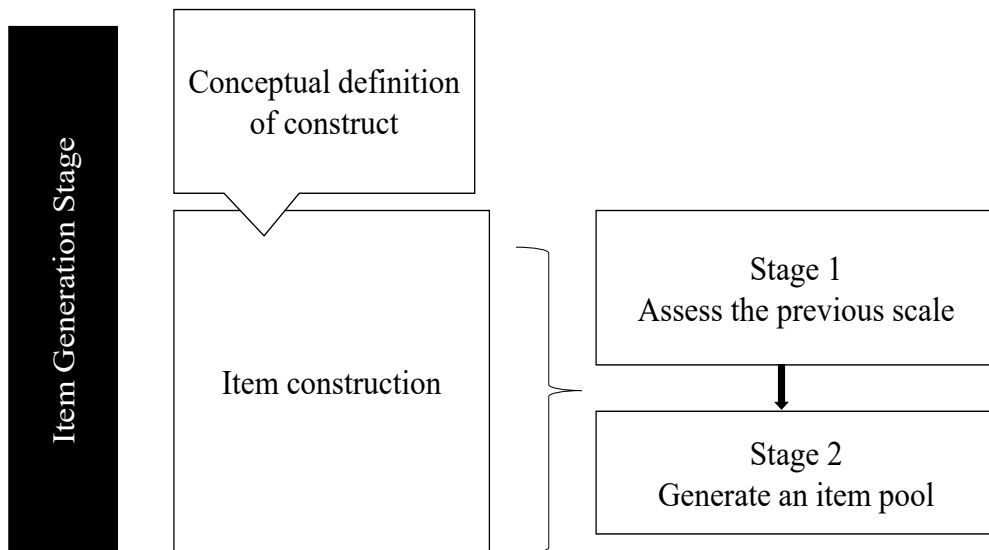 Item Generation Stage
Conceptual definition
of construct
Item construction
Stage 1
Assess the previous scale
Stage 2
Generate an item pool